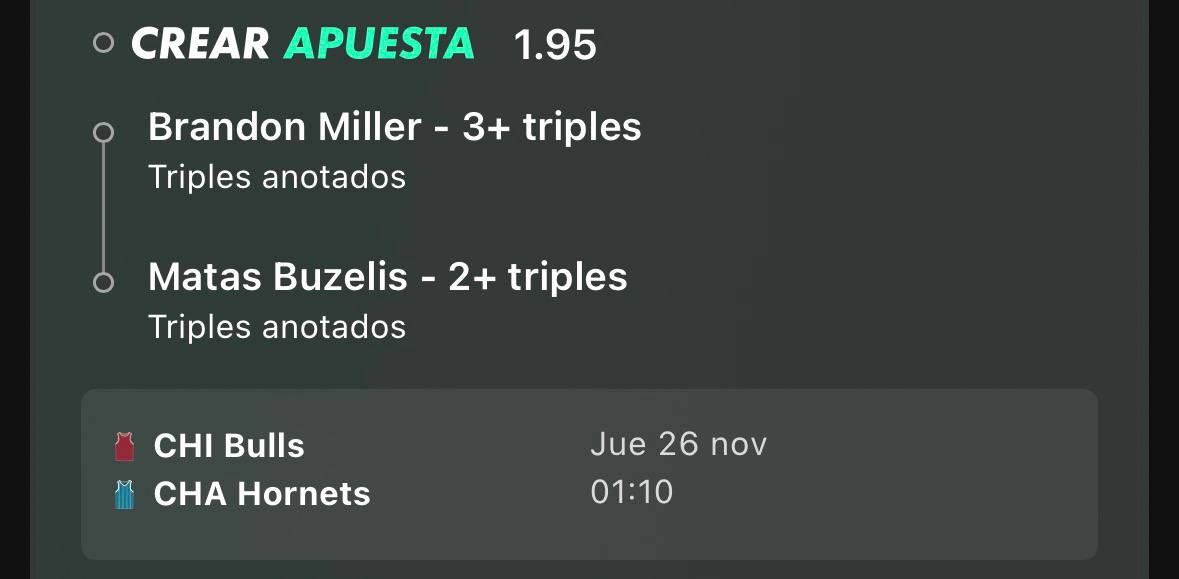 CREAR APUESTA 1.95
Brandon Miller - 3+ triples
Triples anotados
Matas Buzelis - 2+ triples
Triples anotados
CHI Bulls
CHA Hornets
Jue 26 nov
01:10